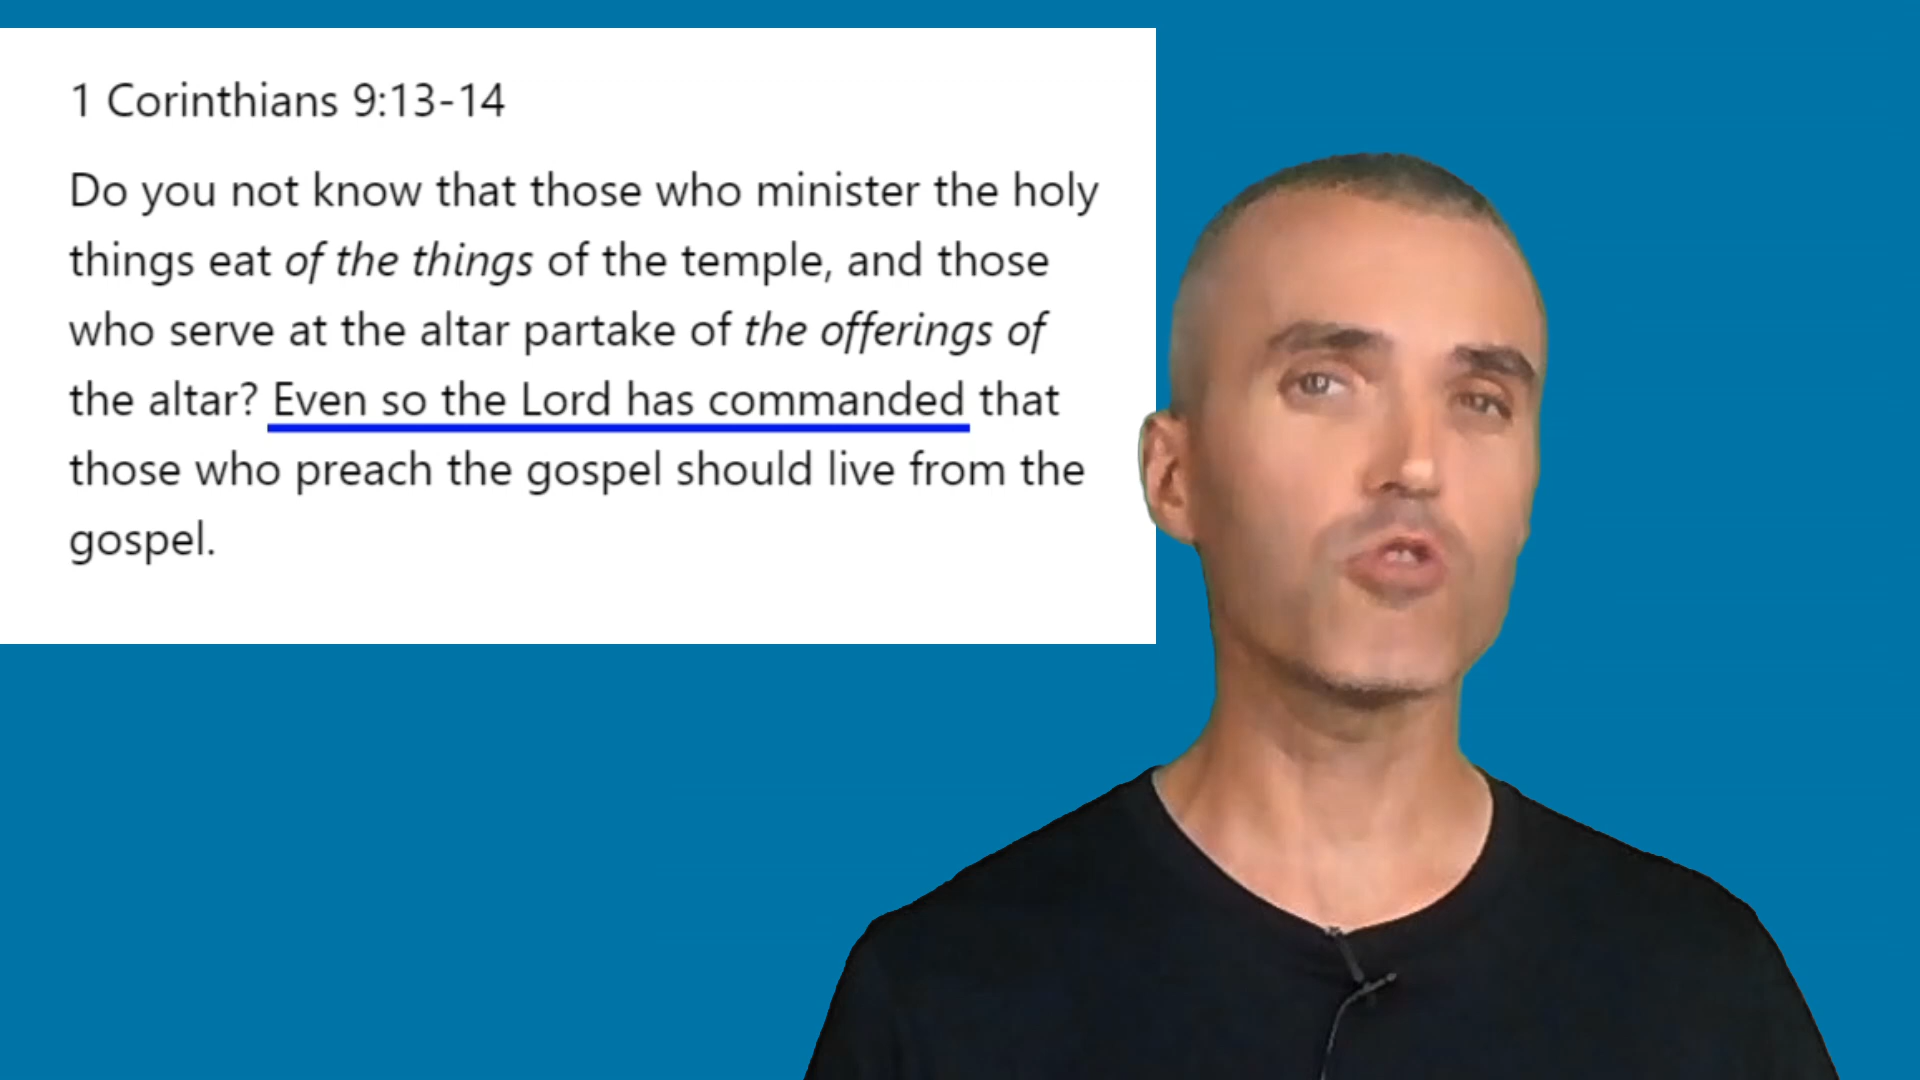 1 Corinthians 9:13-14
Do you not know that those who minister the holy
things eat of the things of the temple, and those
who serve at the altar partake of the offerings of
the altar? Even so the Lord has commanded that
those who preach the gospel should live from the
gospel.